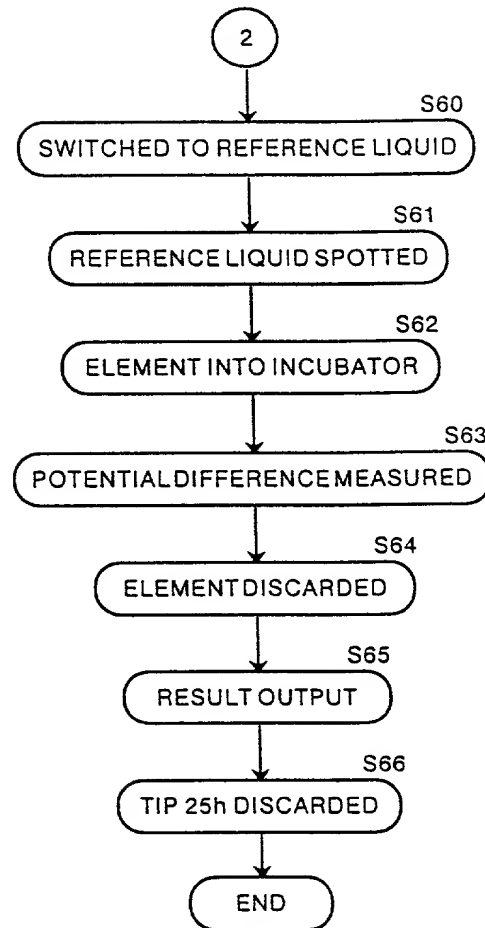 2
S60
SWITCHED TO REFERENCE LIQUID
S61
REFERENCE LIQUID SPOTTED
S62
ELEMENT INTO INCUBATOR
S63
POTENTIAL DIFFERENCE MEASURED
S64
ELEMENT DISCARDED
S65
RESULT OUTPUT
S66
TIP 25h DISCARDED
END